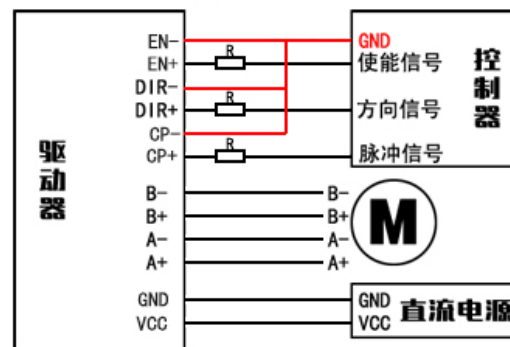 EN-
EN+
DIR-
DIR+
CP-
CP+
B-
B+
A-
A+
GND
VCC
驱动器
R
R
R
GND
使能信号
方向信号
脉冲信号
控制器
B-
B+
A-
A+
M
GND
VCC
直流电源